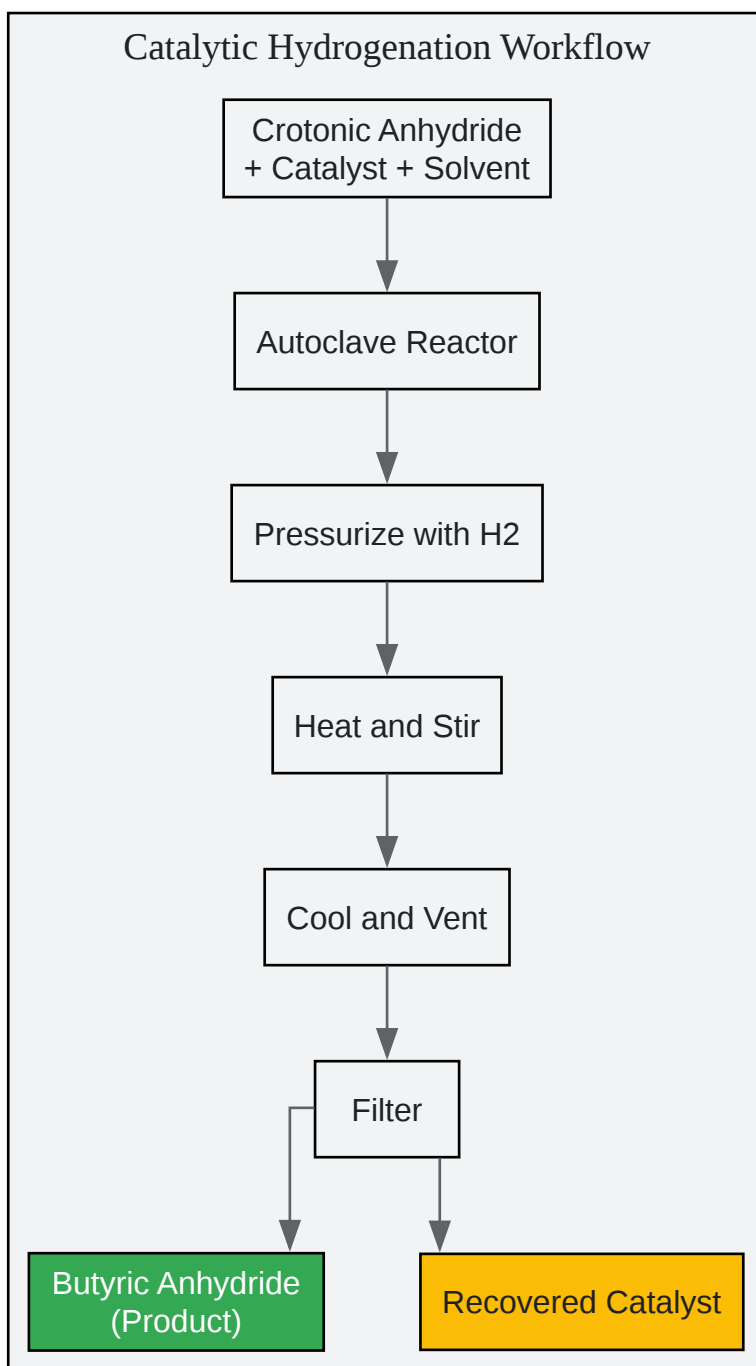 Catalytic Hydrogenation Workflow
Crotonic Anhydride
+ Catalyst + Solvent
Autoclave Reactor
Pressurize with H2
Heat and Stir
Cool and Vent
Filter
Butyric Anhydride
(Product)
Recovered Catalyst